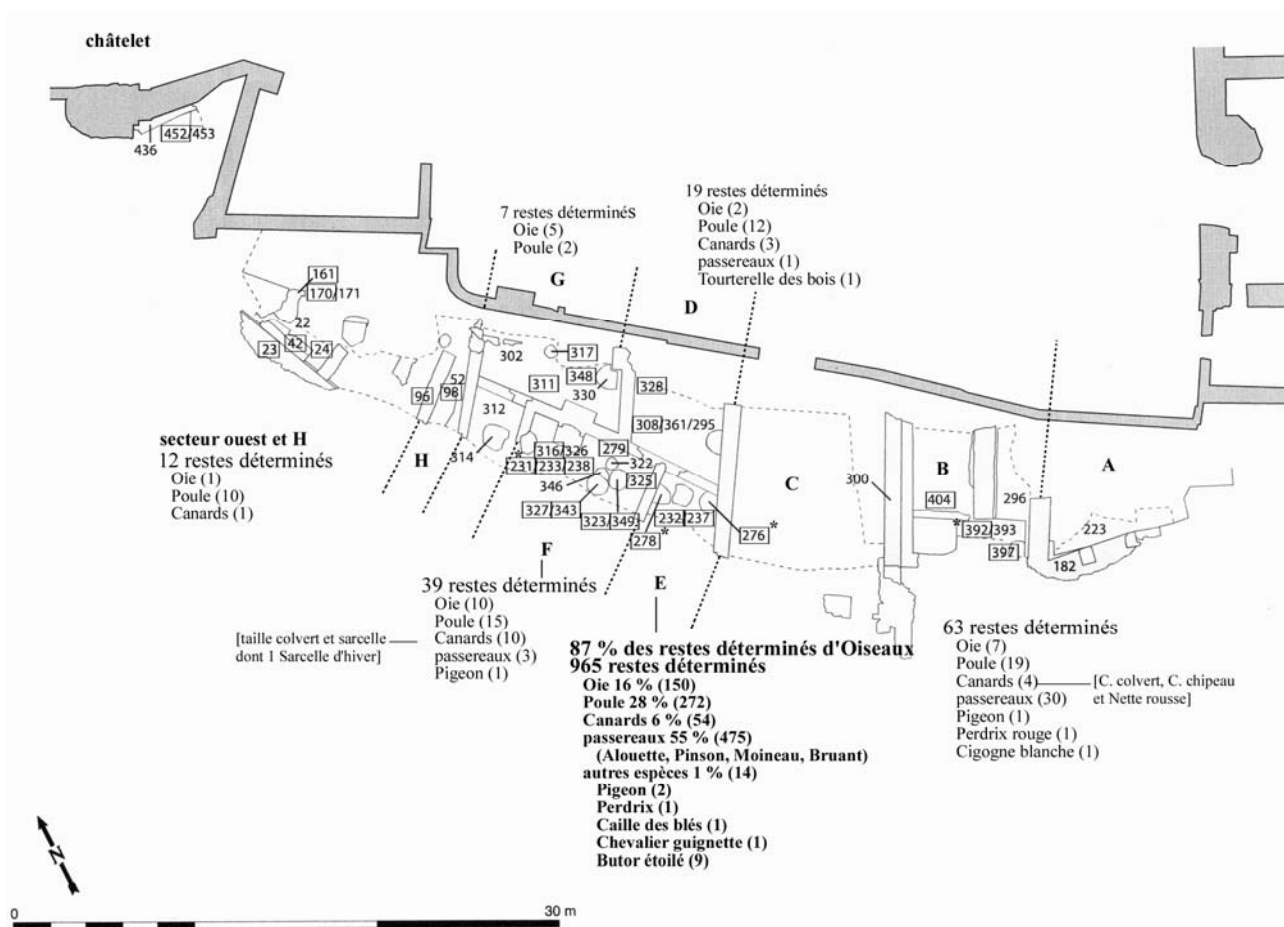 châtelet
452/453
436
19 restes déterminés
Oie (2)
Poule (12)
Canards (3)
passereaux (1)
Tourterelle des bois (1)
7 restes déterminés
Oie (5)
Poule (2)
G
D
161
170/171
22
23
42
24
302
317
348
330
328
311
52
96
98
312
308/361/295
314
316/326
279
*
231/233/238
322
325
346
327/343
323/349
232/237
278
*
276
*
H
C
300
B
404
296
A
*
392/393
397
223
182
secteur ouest et H
12 restes déterminés
Oie (1)
Poule (10)
Canards (1)
F
39 restes déterminés
Oie (10)
Poule (15)
Canards (10)
passereaux (3)
Pigeon (1)
[taille colvert et sarcelle
dont 1 Sarcelle d'hiver]
E
87 % des restes déterminés d'Oiseaux
965 restes déterminés
Oie 16 % (150)
Poule 28 % (272)
Canards 6 % (54)
passereaux 55 % (475)
(Alouette, Pinson, Moineau, Bruant)
autres espèces 1 % (14)
Pigeon (2)
Perdrix (1)
Caille des blés (1)
Chevalier guignette (1)
Butor étoilé (9)
63 restes déterminés
Oie (7)
Poule (19)
Canards (4)
passereaux (30)
Pigeon (1)
Perdrix rouge (1)
Cigogne blanche (1)
[C. colvert, C. chipeau
et Nette rousse]
N
0
30 m